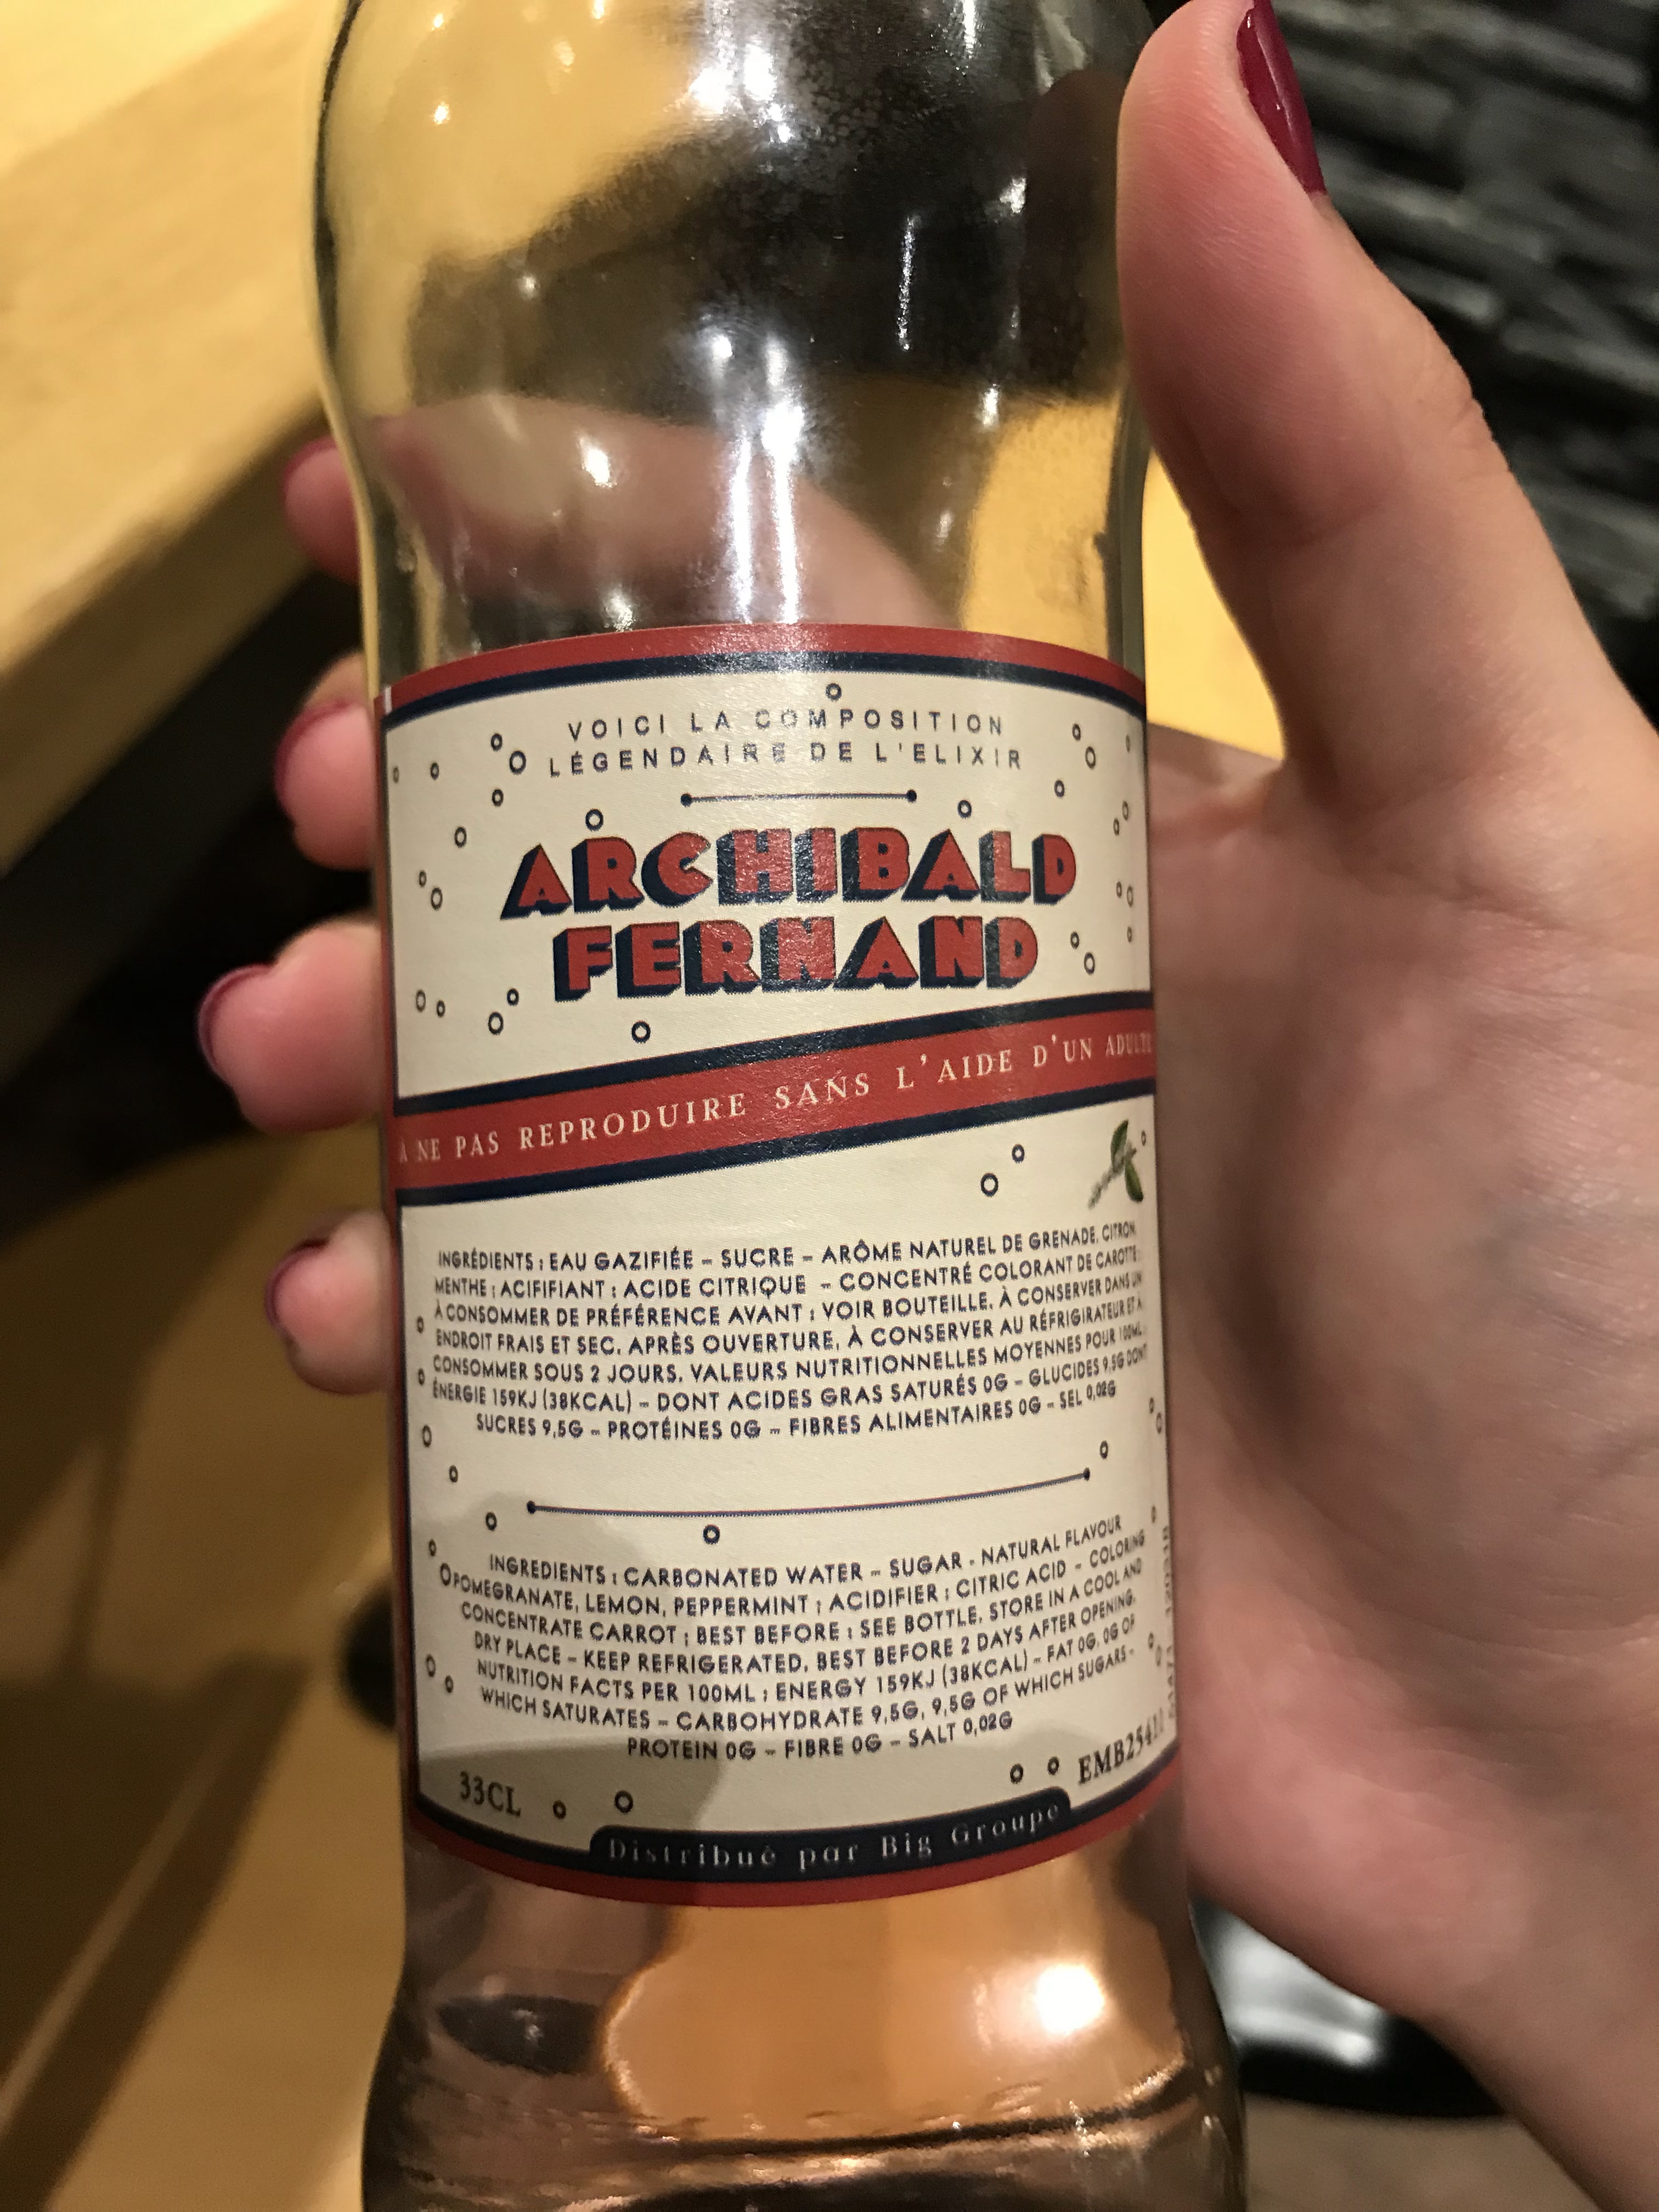 VOICI LA COMPOSITION
LÉGENDAIRE DE L'ELIXIR
ARCHIBALD
FERNAND
À NE PAS REPRODUIRE SANS L'AIDE D'UN ADULTE
INGRÉDIENTS : EAU GAZIFIÉE – SUCRE – ARÔME NATUREL DE GRENADE, CITRON,
MENTHE ; ACIFIFIANT : ACIDE CITRIQUE – CONCENTRÉ COLORANT DE CAROTTE ;
À CONSOMMER DE PRÉFÉRENCE AVANT : VOIR BOUTEILLE. À CONSERVER DANS UN
ENDROIT FRAIS ET SEC. APRÈS OUVERTURE, À CONSERVER AU RÉFRIGIRATEUR ET À
CONSOMMER SOUS 2 JOURS. VALEURS NUTRITIONNELLES MOYENNES POUR 100ML :
ÉNERGIE 159KJ (38KCAL) – DONT ACIDES GRAS SATURÉS 0G – GLUCIDES 9,5G DONT
SUCRES 9,5G – PROTÉINES 0G – FIBRES ALIMENTAIRES 0G – SEL 0,02G
INGREDIENTS : CARBONATED WATER – SUGAR - NATURAL FLAVOUR
POMEGRANATE, LEMON, PEPPERMINT ; ACIDIFIER : CITRIC ACID – COLORING
CONCENTRATE CARROT ; BEST BEFORE : SEE BOTTLE. STORE IN A COOL AND
DRY PLACE – KEEP REFRIGERATED. BEST BEFORE 2 DAYS AFTER OPENING.
NUTRITION FACTS PER 100ML : ENERGY 159KJ (38KCAL) – FAT 0G, 0G OF
WHICH SATURATES – CARBOHYDRATE 9,5G, 9,5G OF WHICH SUGARS -
PROTEIN 0G – FIBRE 0G – SALT 0,02G
33CL
Distribué par Big Groupe